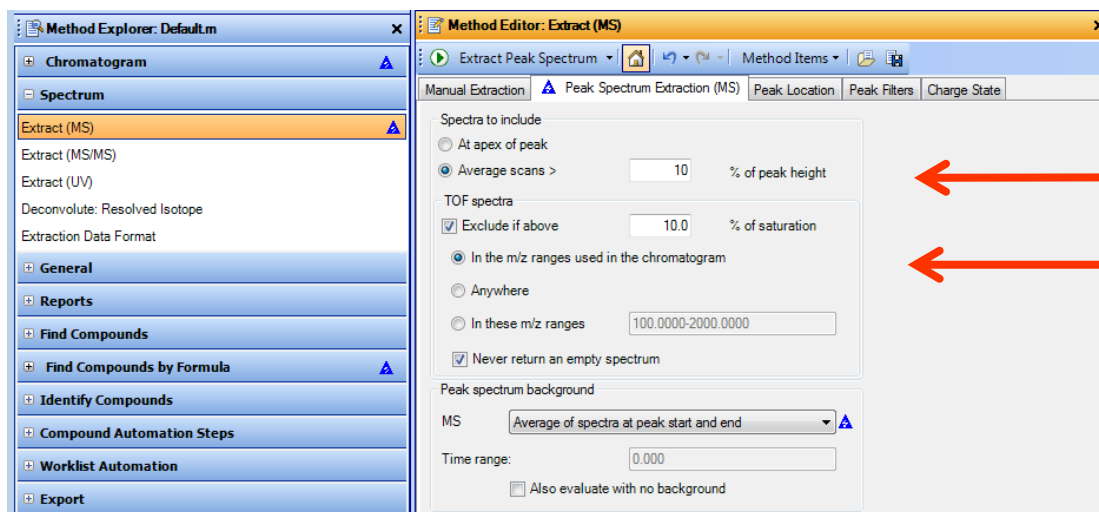 Method Explorer: Default.m
Chromatogram
Spectrum
Extract (MS)
Extract (MS/MS)
Extract (UV)
Deconvolute: Resolved Isotope
Extraction Data Format
General
Reports
Find Compounds
Find Compounds by Formula
Identify Compounds
Compound Automation Steps
Worklist Automation
Export
Method Editor: Extract (MS)
Extract Peak Spectrum Method Items
Manual Extraction Peak Spectrum Extraction (MS) Peak Location Peak Filters Charge State
Spectra to include
At apex of peak
Average scans > 10 % of peak height
TOF spectra
Exclude if above 10.0 % of saturation
In the m/z ranges used in the chromatogram
Anywhere
In these m/z ranges 100.0000-2000.0000
Never return an empty spectrum
Peak spectrum background
MS Average of spectra at peak start and end
Time range: 0.000
Also evaluate with no background